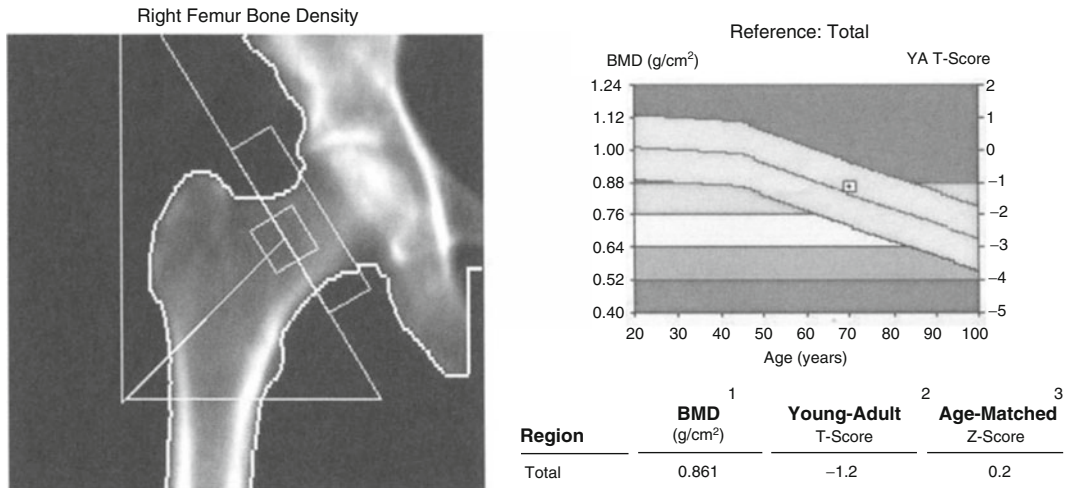 Right Femur Bone Density
Reference: Total
BMD (g/cm²)
YA T-Score
1.24
1.12
1.00
0.88
0.76
0.64
0.52
0.40
2
1
0
–1
–2
–3
–4
–5
20 30 40 50 60 70 80 90 100
Age (years)
1 2 3
BMD Young-Adult Age-Matched
Region (g/cm²) T-Score Z-Score
Total 0.861 –1.2 0.2